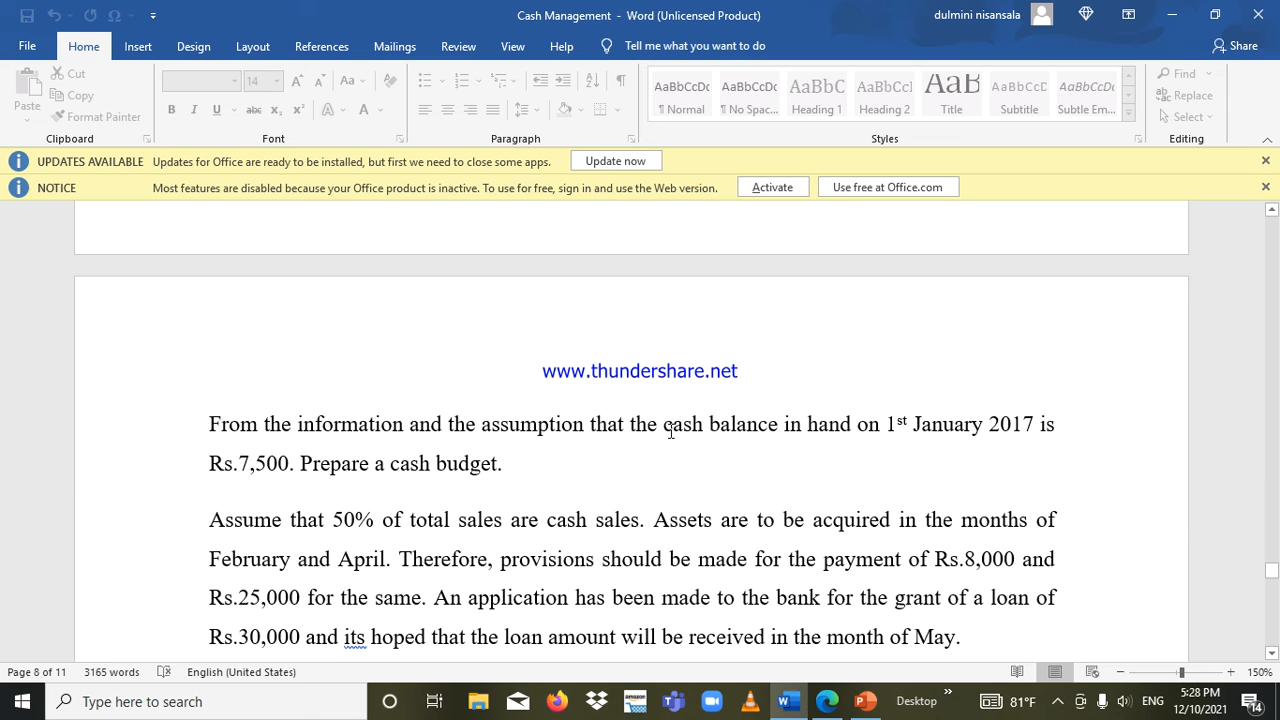 Cash Management - Word (Unlicensed Product)
dulmini nisansala
File Home Insert Design Layout References Mailings Review View Help Tell me what you want to do Share
Paste
Cut
Copy
Format Painter
Clipboard
14
Aa
A
B I U abc x₂ x² A A
Font
Paragraph
AaBbCcDc ¶ Normal
AaBbCcDc ¶ No Spac...
AaBbC Heading 1
AaBbCcD Heading 2
AaBb Title
AaBbCcD Subtitle
AaBbCcDc Subtle Em...
Styles
Find
Replace
Select
Editing
UPDATES AVAILABLE Updates for Office are ready to be installed, but first we need to close some apps. Update now
NOTICE Most features are disabled because your Office product is inactive. To use for free, sign in and use the Web version. Activate Use free at Office.com
www.thundershare.net
From the information and the assumption that the cash balance in hand on 1st January 2017 is
Rs.7,500. Prepare a cash budget.
Assume that 50% of total sales are cash sales. Assets are to be acquired in the months of
February and April. Therefore, provisions should be made for the payment of Rs.8,000 and
Rs.25,000 for the same. An application has been made to the bank for the grant of a loan of
Rs.30,000 and its hoped that the loan amount will be received in the month of May.
Page 8 of 11 3165 words English (United States) 150%
Type here to search
amazon
Desktop
81°F
ENG
5:28 PM
12/10/2021
14